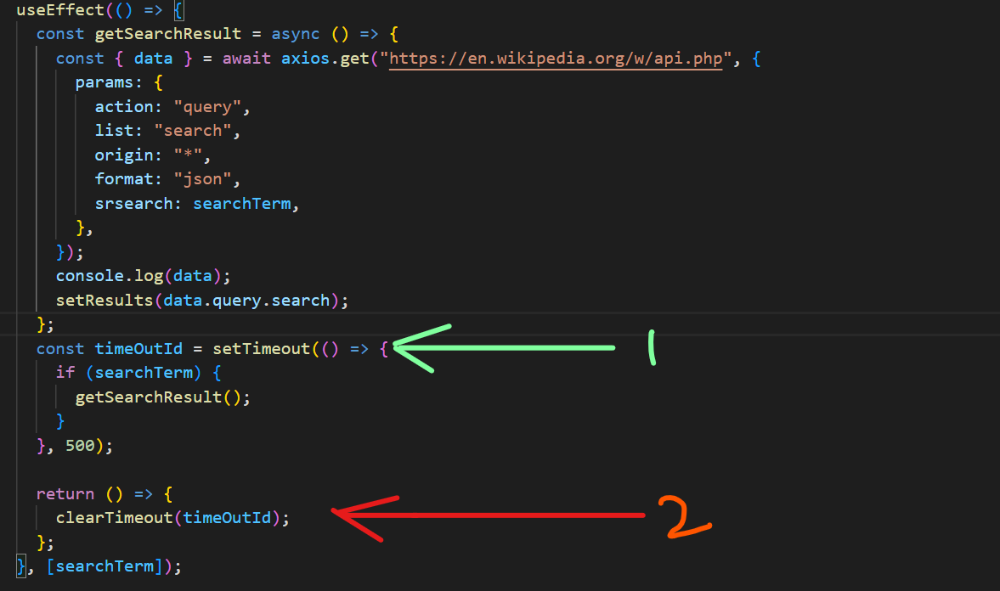 useEffect(() => {
  const getSearchResult = async () => {
    const { data } = await axios.get("https://en.wikipedia.org/w/api.php", {
      params: {
        action: "query",
        list: "search",
        origin: "*",
        format: "json",
        srsearch: searchTerm,
      },
    });
    console.log(data);
    setResults(data.query.search);
  };
  const timeOutId = setTimeout(() => { 1
    if (searchTerm) {
      getSearchResult();
    }
  }, 500);
  return () => {
    clearTimeout(timeOutId); 2
  };
}, [searchTerm]);